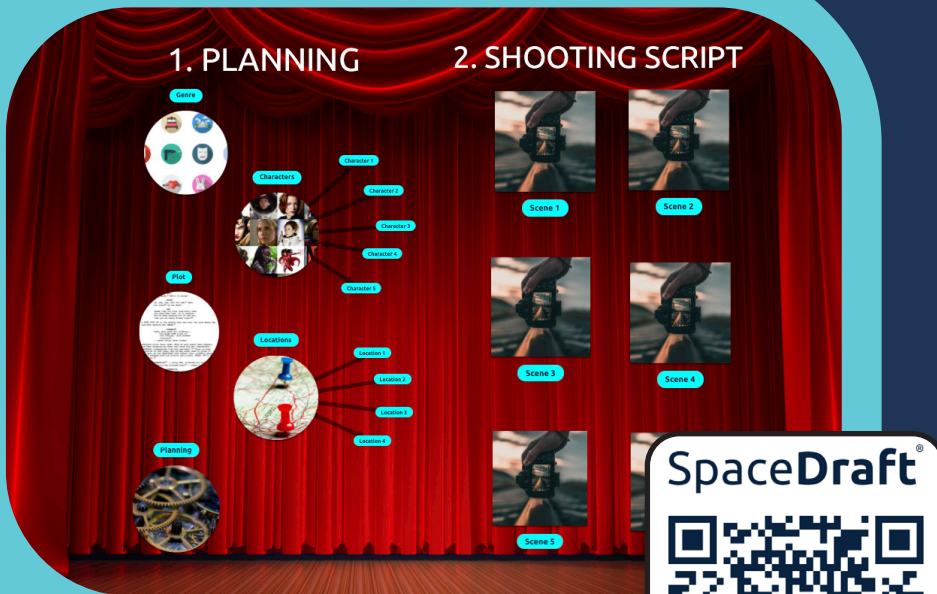 1. PLANNING
Genre
Characters
Character 1
Character 2
Character 3
Character 4
Character 5
Plot
Locations
Location 1
Location 2
Location 3
Location 4
Planning
2. SHOOTING SCRIPT
Scene 1
Scene 2
Scene 3
Scene 4
Scene 5
SpaceDraft®